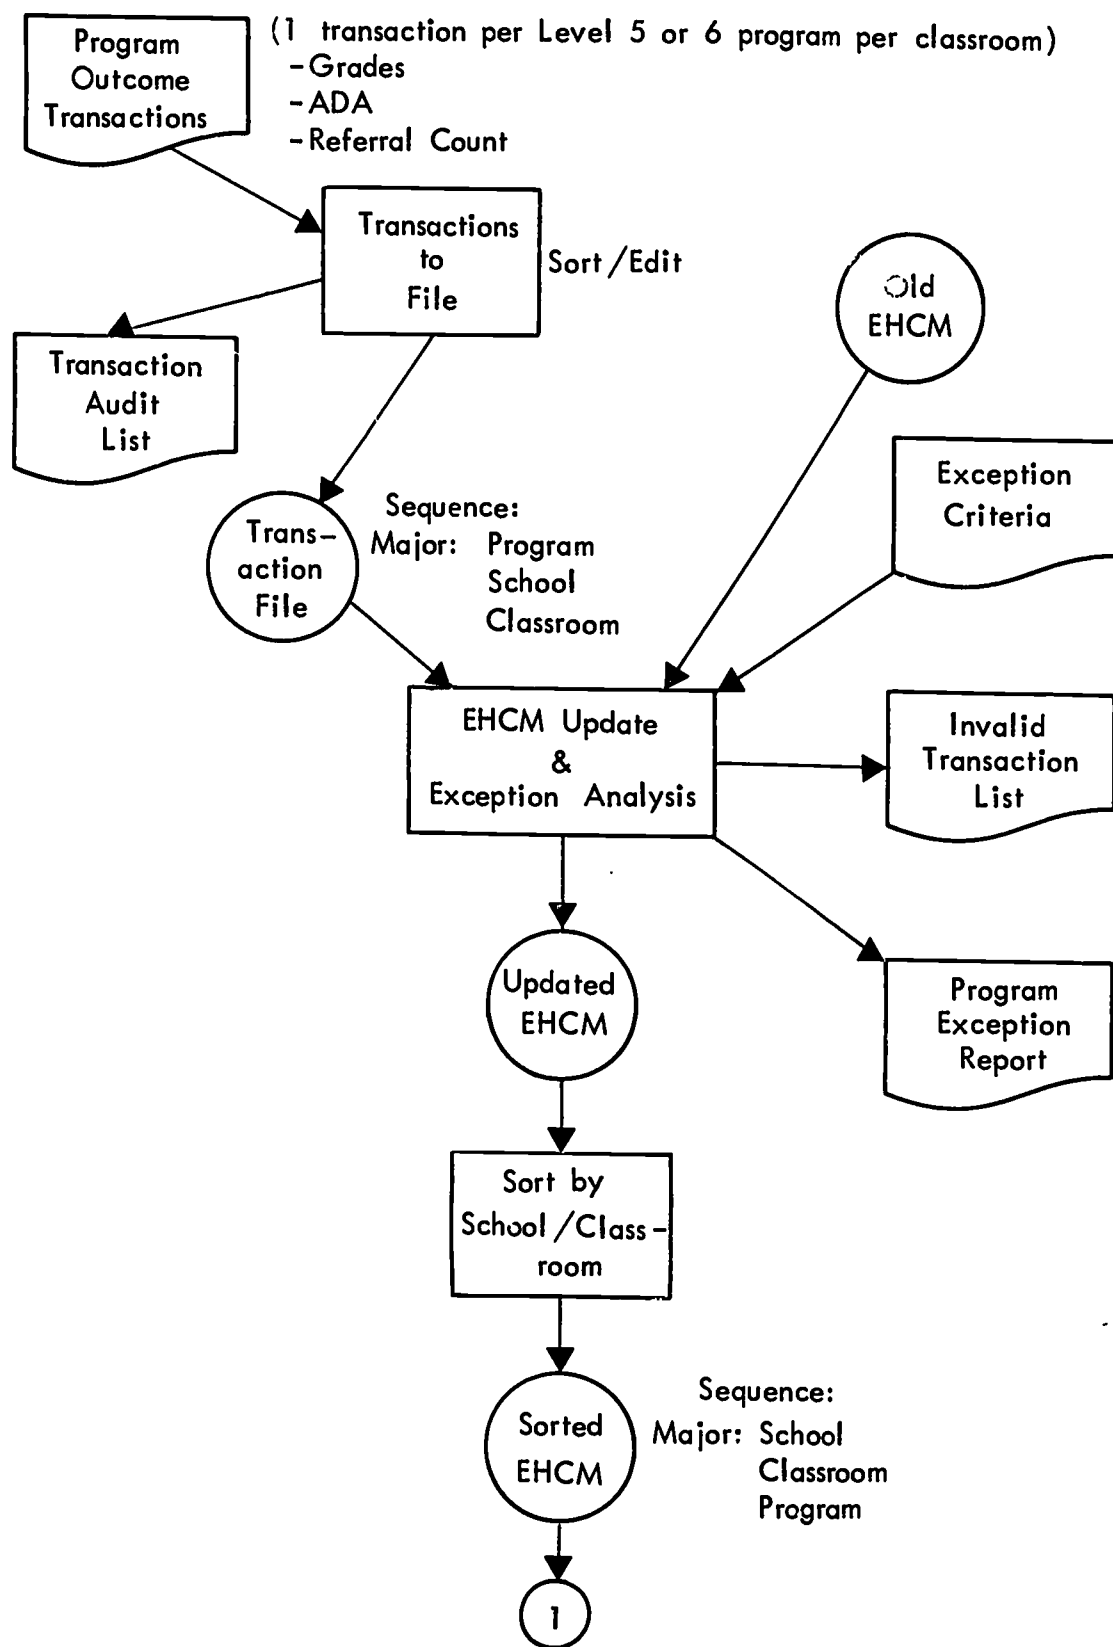 Program
Outcome
Transactions
(1 transaction per Level 5 or 6 program per classroom)
-Grades
-ADA
-Referral Count
Transactions
to
File
Sort/Edit
Old
EHCM
Transaction
Audit
List
Exception
Criteria
Trans-
action
File
Sequence:
Major: Program
School
Classroom
EHCM Update
&
Exception Analysis
Invalid
Transaction
List
Updated
EHCM
Program
Exception
Report
Sort by
School/Class-
room
Sorted
EHCM
Sequence:
Major: School
Classroom
Program
1